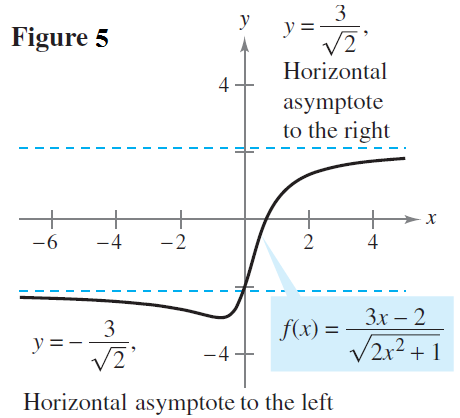 Figure 5
y
y = 3/√2,
Horizontal
asymptote
to the right
4
x
−6 −4 −2 2 4
f(x) = (3x − 2)/√(2x² + 1)
y = − 3/√2,
−4
Horizontal asymptote to the left